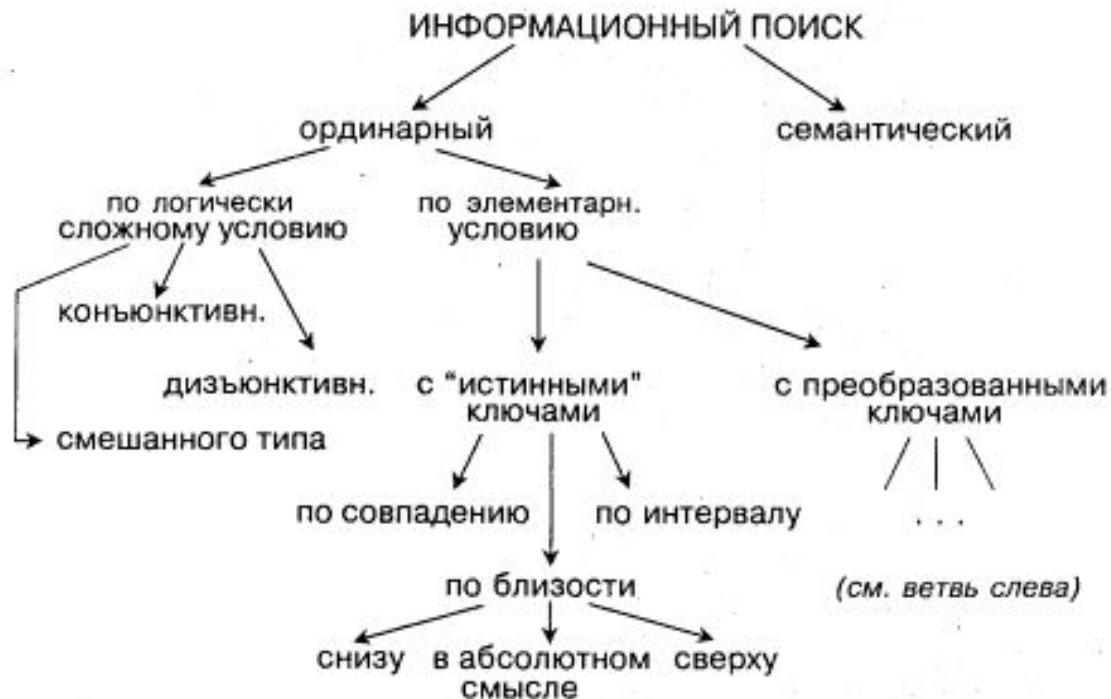 ИНФОРМАЦИОННЫЙ ПОИСК
ординарный
семантический
по логически
сложному условию
по элементарн.
условию
конъюнктивн.
дизъюнктивн.
смешанного типа
с "истинными"
ключами
с преобразованными
ключами
по совпадению
по интервалу
. . .
по близости
(см. ветвь слева)
снизу
в абсолютном
смысле
сверху